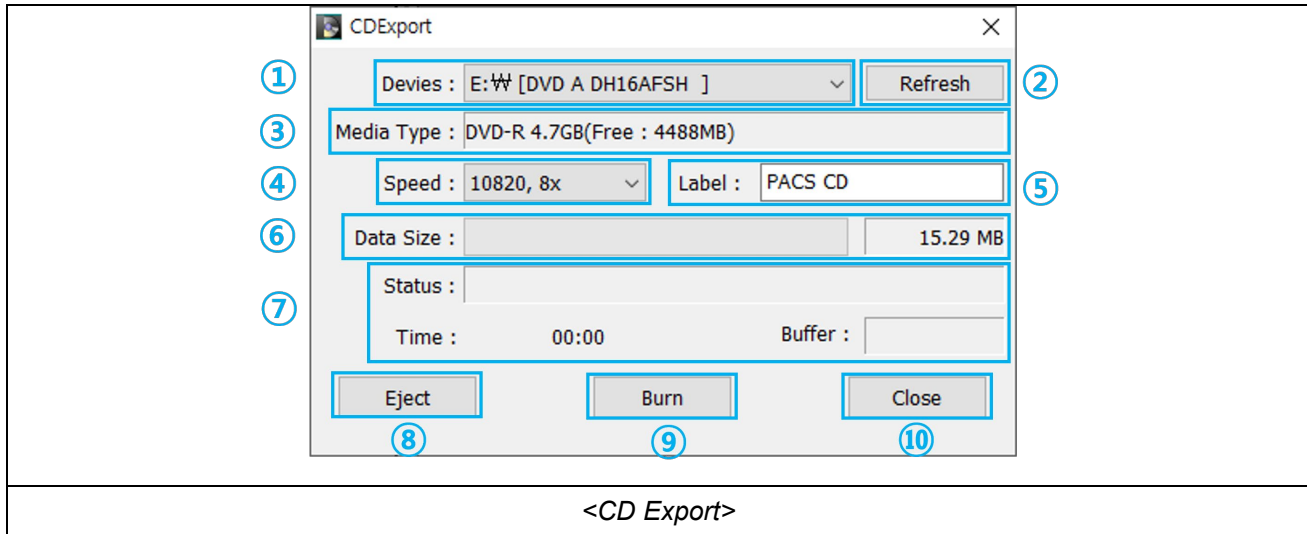 CDExport
① Devies : E:₩ [DVD A DH16AFSH ] Refresh ②
③ Media Type : DVD-R 4.7GB(Free : 4488MB)
④ Speed : 10820, 8x Label : PACS CD ⑤
⑥ Data Size : 15.29 MB
⑦ Status :
Time : 00:00 Buffer :
Eject Burn Close
⑧ ⑨ ⑩
<CD Export>